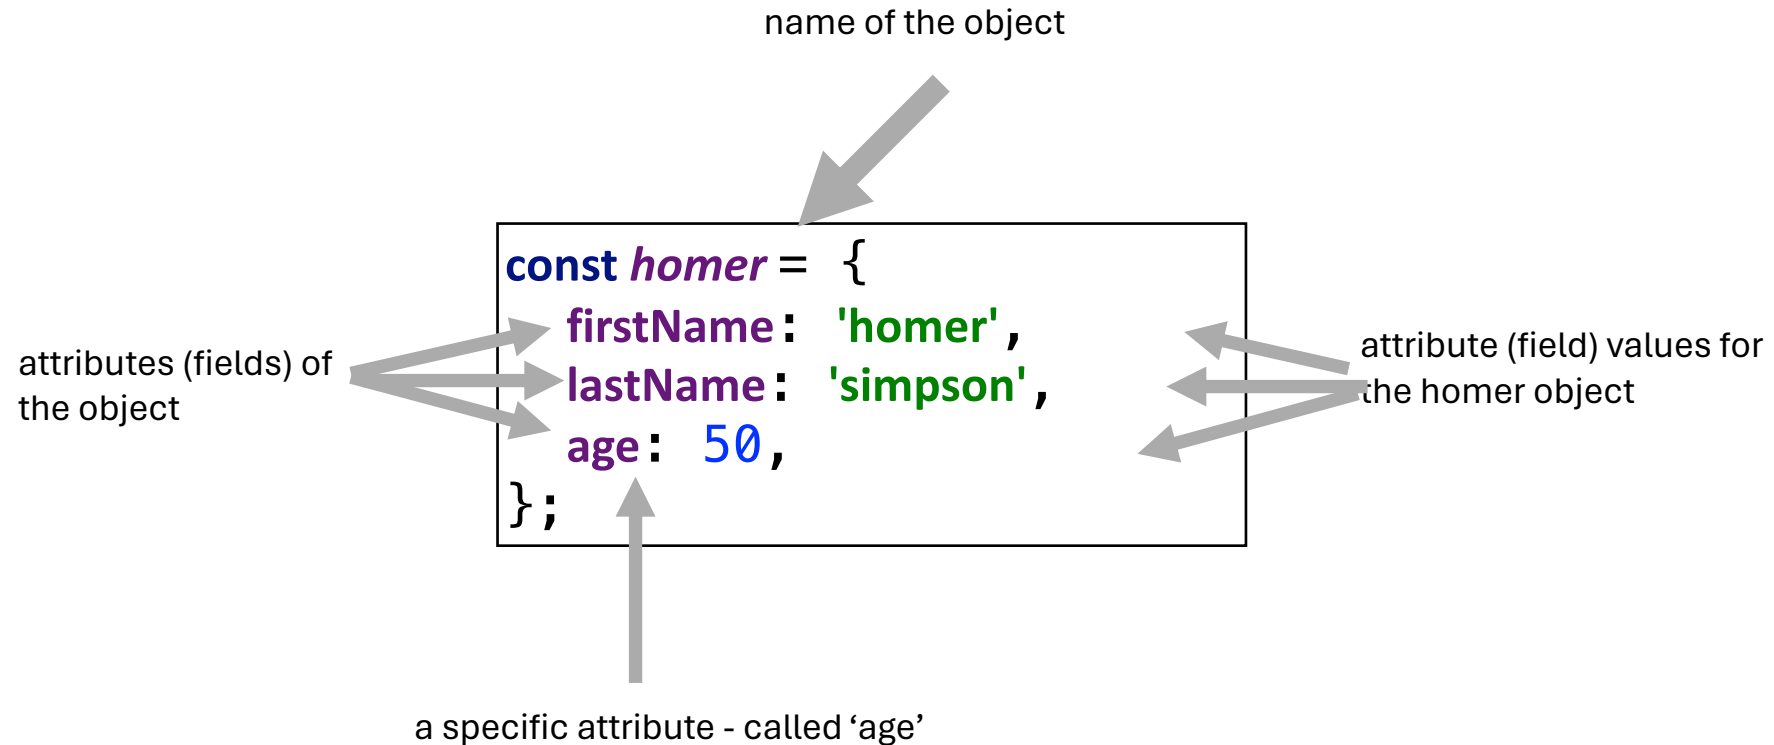 name of the object
const homer = {
firstName: 'homer',
lastName: 'simpson',
age: 50,
};
attributes (fields) of
the object
attribute (field) values for
the homer object
a specific attribute - called ‘age’